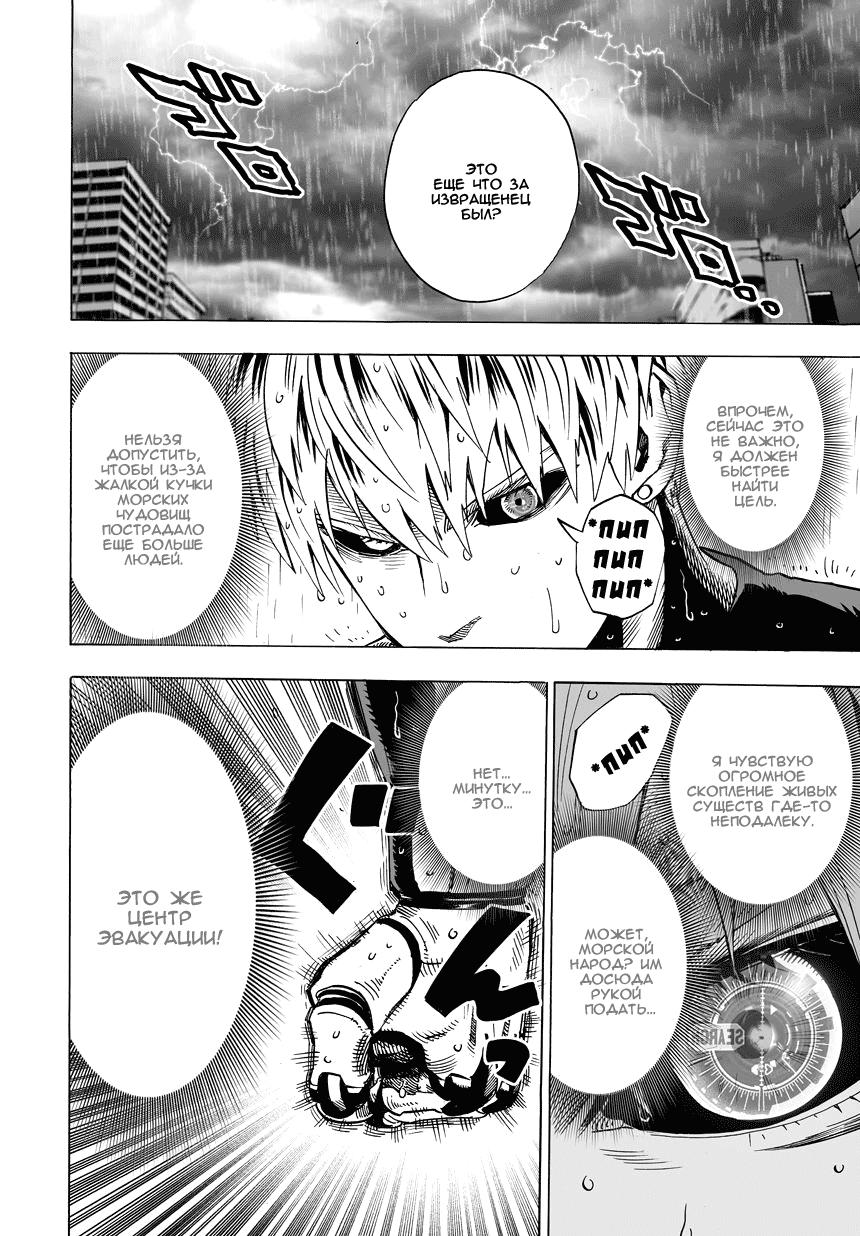 ЭТО
ЕЩЕ ЧТО ЗА
ИЗВРАЩЕНЕЦ
БЫЛ?
ВПРОЧЕМ,
СЕЙЧАС ЭТО
НЕ ВАЖНО,
Я ДОЛЖЕН
БЫСТРЕЕ
НАЙТИ
ЦЕЛЬ.
*ПИП
ПИП
ПИП*
НЕЛЬЗЯ
ДОПУСТИТЬ,
ЧТОБЫ ИЗ-ЗА
ЖАЛКОЙ КУЧКИ
МОРСКИХ
ЧУДОВИЩ
ПОСТРАДАЛО
ЕЩЕ БОЛЬШЕ
ЛЮДЕЙ.
*ПИП*
Я ЧУВСТВУЮ
ОГРОМНОЕ
СКОПЛЕНИЕ ЖИВЫХ
СУЩЕСТВ ГДЕ-ТО
НЕПОДАЛЕКУ.
МОЖЕТ,
МОРСКОЙ
НАРОД? ИМ
ДОСЮДА
РУКОЙ
ПОДАТЬ...
SEARCH
НЕТ...
МИНУТКУ...
ЭТО...
ぐ
ん
ЭТО ЖЕ
ЦЕНТР
ЭВАКУАЦИИ!